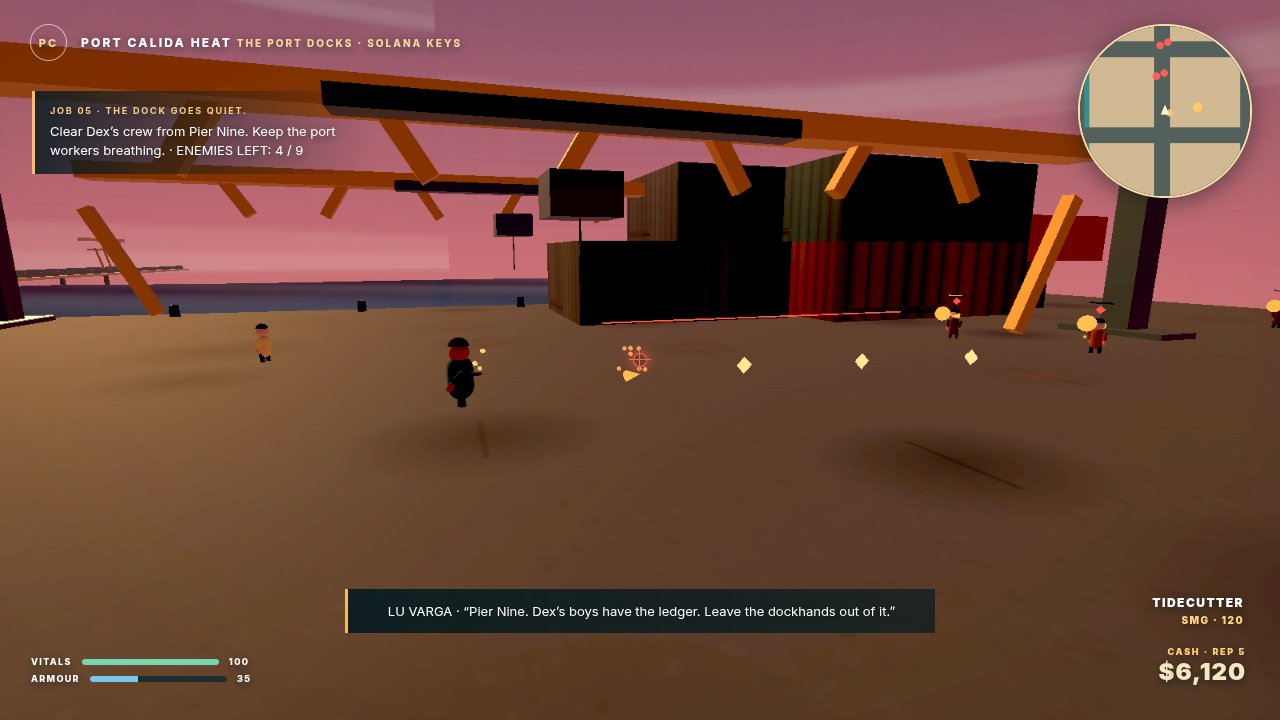 PC
PORT CALIDA HEAT THE PORT DOCKS · SOLANA KEYS
JOB 05 · THE DOCK GOES QUIET.
Clear Dex’s crew from Pier Nine. Keep the port
workers breathing. · ENEMIES LEFT: 4 / 9
LU VARGA · “Pier Nine. Dex’s boys have the ledger. Leave the dockhands out of it.”
TIDECUTTER
SMG · 120
VITALS 100
ARMOUR 35
CASH · REP 5
$6,120